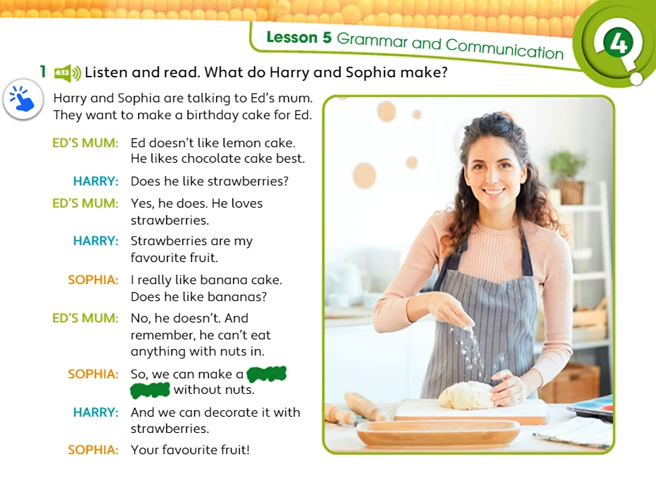 Lesson 5 Grammar and Communication
4
1 4.12 Listen and read. What do Harry and Sophia make?
Harry and Sophia are talking to Ed's mum.
They want to make a birthday cake for Ed.
ED'S MUM: Ed doesn't like lemon cake.
He likes chocolate cake best.
HARRY: Does he like strawberries?
ED'S MUM: Yes, he does. He loves
strawberries.
HARRY: Strawberries are my
favourite fruit.
SOPHIA: I really like banana cake.
Does he like bananas?
ED'S MUM: No, he doesn't. And
remember, he can't eat
anything with nuts in.
SOPHIA: So, we can make a
without nuts.
HARRY: And we can decorate it with
strawberries.
SOPHIA: Your favourite fruit!